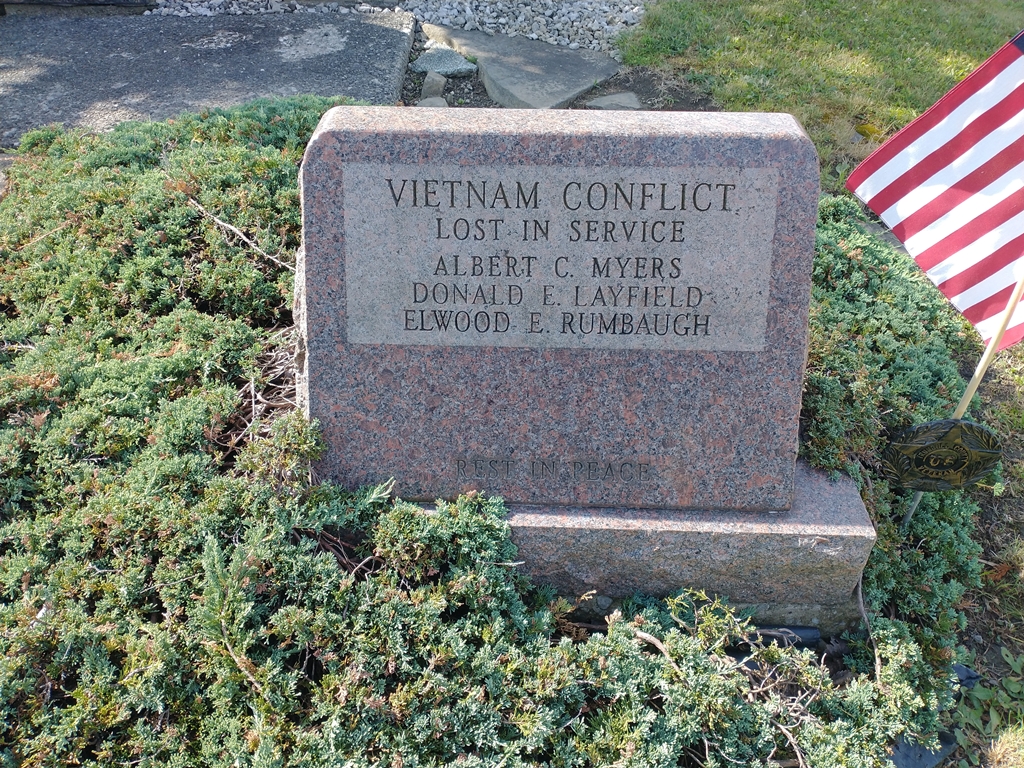 VIETNAM CONFLICT
LOST IN SERVICE
ALBERT C. MYERS
DONALD E. LAYFIELD
ELWOOD E. RUMBAUGH
REST IN PEACE